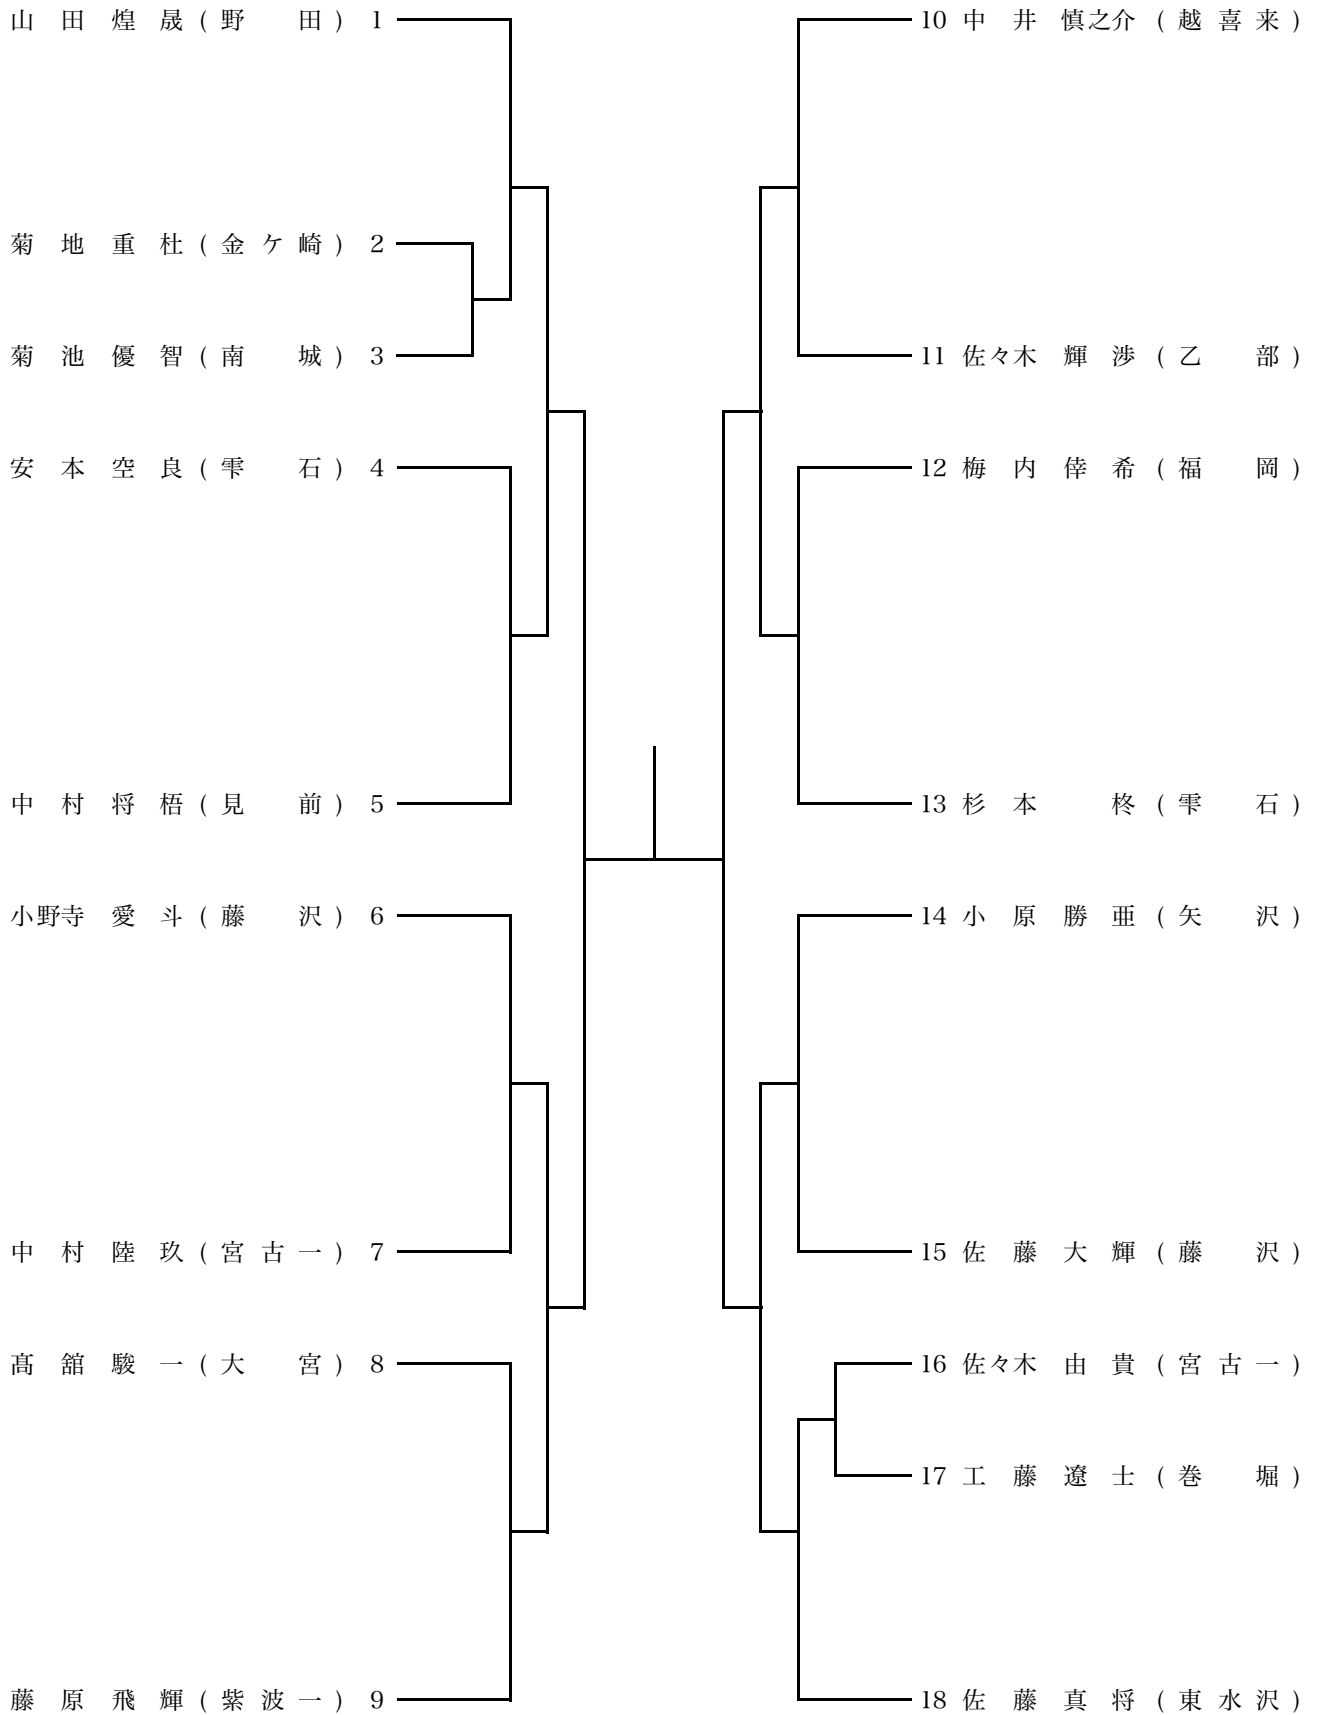 山田煌晟(野田) 1
菊地重杜(金ケ崎) 2
菊池優智(南城) 3
安本空良(雫石) 4
中村将梧(見前) 5
小野寺愛斗(藤沢) 6
中村陸玖(宮古一) 7
髙舘駿一(大宮) 8
藤原飛輝(紫波一) 9
10 中井慎之介(越喜来)
11 佐々木輝渉(乙部)
12 梅内倖希(福岡)
13 杉本柊(雫石)
14 小原勝亜(矢沢)
15 佐藤大輝(藤沢)
16 佐々木由貴(宮古一)
17 工藤遼士(巻堀)
18 佐藤真将(東水沢)